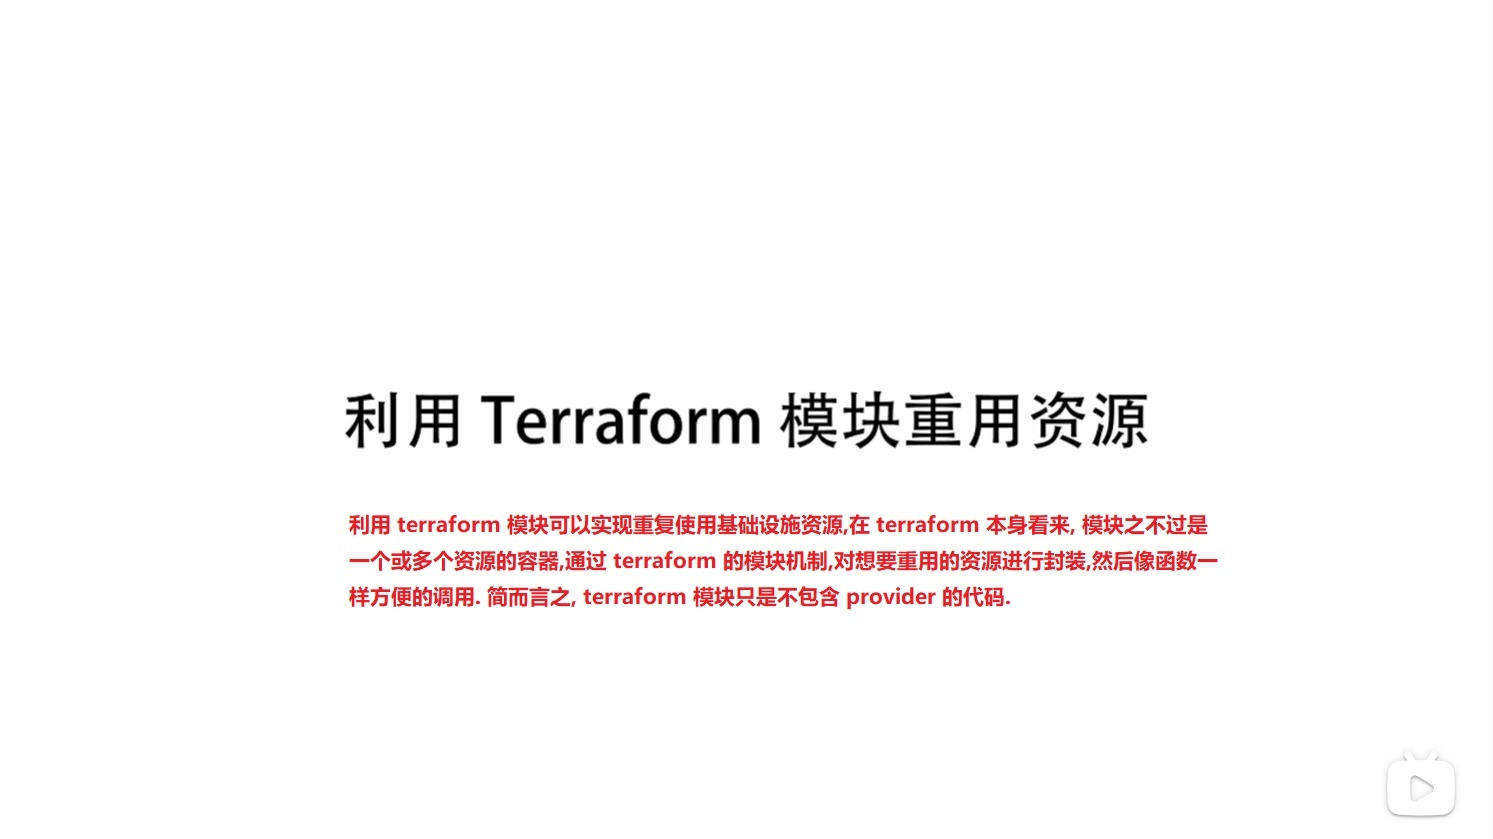 利用 Terraform 模块重用资源
利用 terraform 模块可以实现重复使用基础设施资源,在 terraform 本身看来, 模块之不过是
一个或多个资源的容器,通过 terraform 的模块机制,对想要重用的资源进行封装,然后像函数一
样方便的调用. 简而言之, terraform 模块只是不包含 provider 的代码.